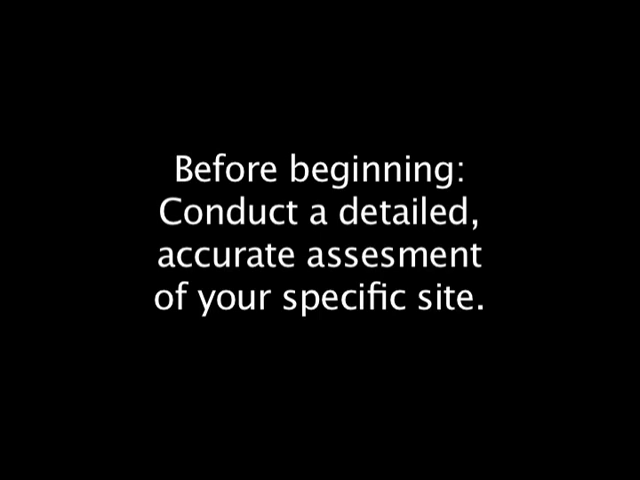 Before beginning:
Conduct a detailed,
accurate assesment
of your specific site.